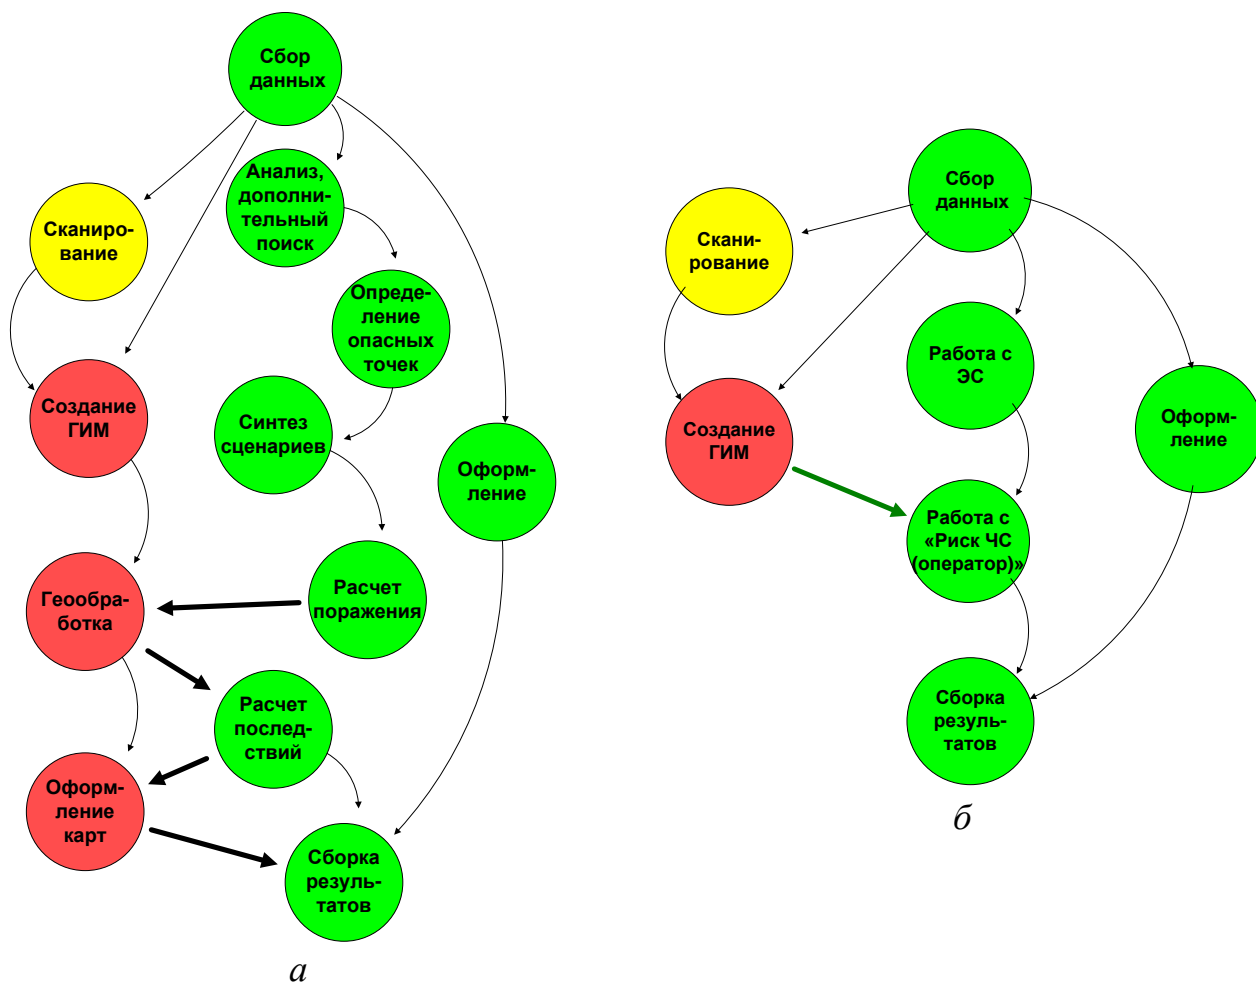 Сбор
данных
Анализ,
дополни-
тельный
поиск
Сканиро-
вание
Опреде-
ление
опасных
точек
Создание
ГИМ
Синтез
сценариев
Оформ-
ление
Геообра-
ботка
Расчет
поражения
Расчет
послед-
ствий
Оформ-
ление
карт
Сборка
резуль-
татов
а
Сбор
данных
Скани-
рование
Работа с
ЭС
Создание
ГИМ
Оформ-
ление
Работа с
«Риск ЧС
(оператор)»
Сборка
резуль-
татов
б